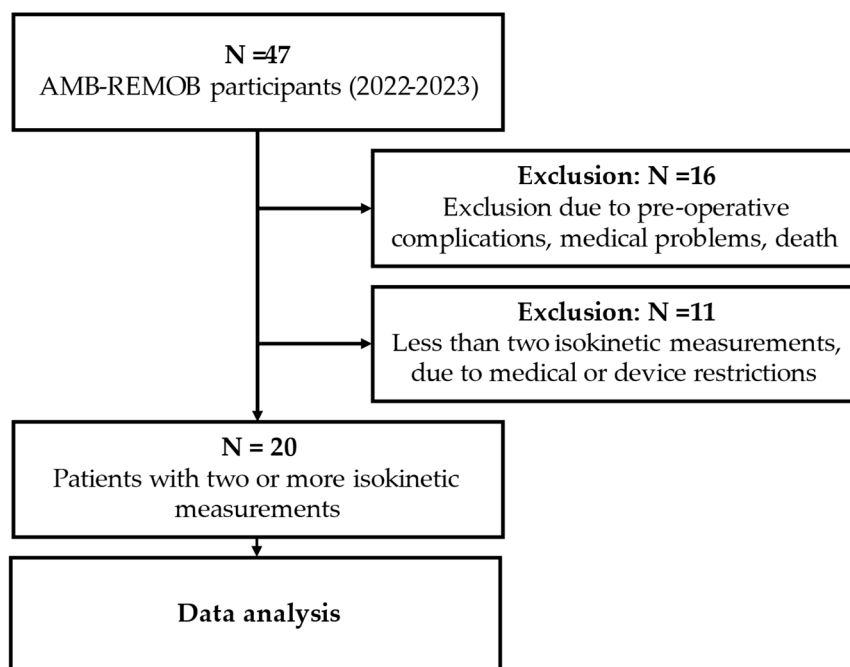 N =47
AMB-REMOB participants (2022-2023)
Exclusion: N =16
Exclusion due to pre-operative
complications, medical problems, death
Exclusion: N =11
Less than two isokinetic measurements,
due to medical or device restrictions
N = 20
Patients with two or more isokinetic
measurements
Data analysis